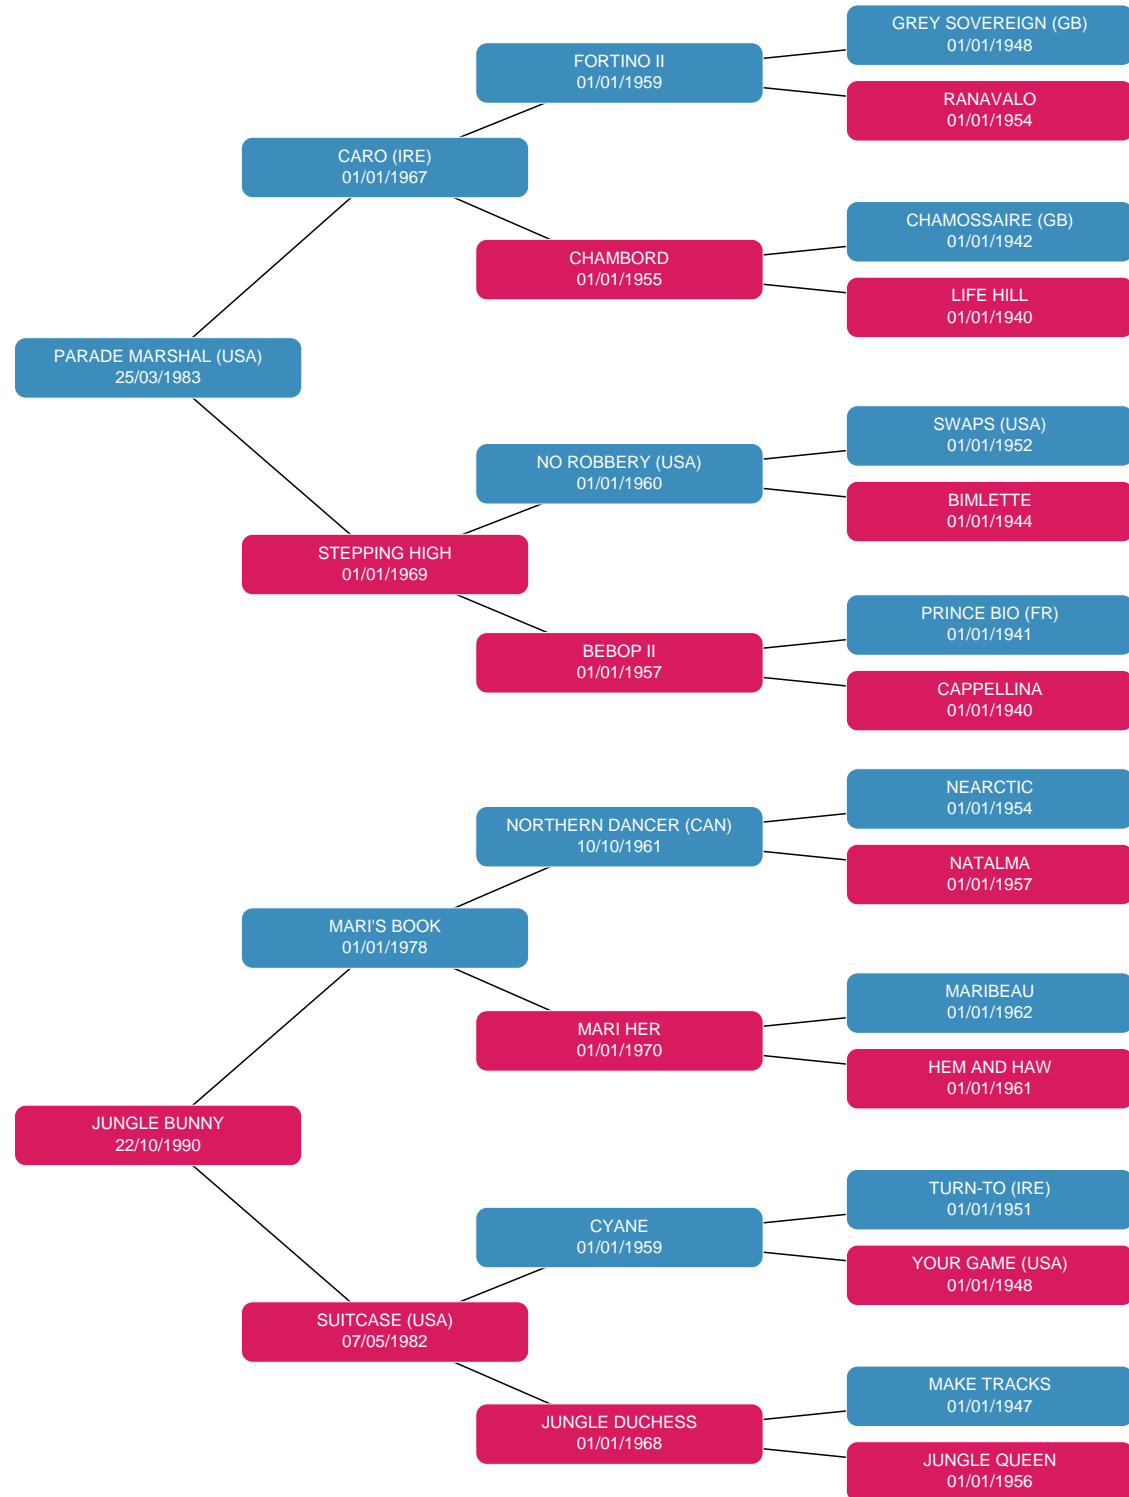 GREY SOVEREIGN (GB)
01/01/1948
FORTINO II
01/01/1959
RANAVALO
01/01/1954
CARO (IRE)
01/01/1967
CHAMOSSAIRE (GB)
01/01/1942
CHAMBORD
01/01/1955
LIFE HILL
01/01/1940
PARADE MARSHAL (USA)
25/03/1983
SWAPS (USA)
01/01/1952
NO ROBBERY (USA)
01/01/1960
BIMLETTE
01/01/1944
STEPPING HIGH
01/01/1969
PRINCE BIO (FR)
01/01/1941
BEBOP II
01/01/1957
CAPPELLINA
01/01/1940
NEARCTIC
01/01/1954
NORTHERN DANCER (CAN)
10/10/1961
NATALMA
01/01/1957
MARI'S BOOK
01/01/1978
MARIBEAU
01/01/1962
MARI HER
01/01/1970
HEM AND HAW
01/01/1961
JUNGLE BUNNY
22/10/1990
TURN-TO (IRE)
01/01/1951
CYANE
01/01/1959
YOUR GAME (USA)
01/01/1948
SUITCASE (USA)
07/05/1982
MAKE TRACKS
01/01/1947
JUNGLE DUCHESS
01/01/1968
JUNGLE QUEEN
01/01/1956